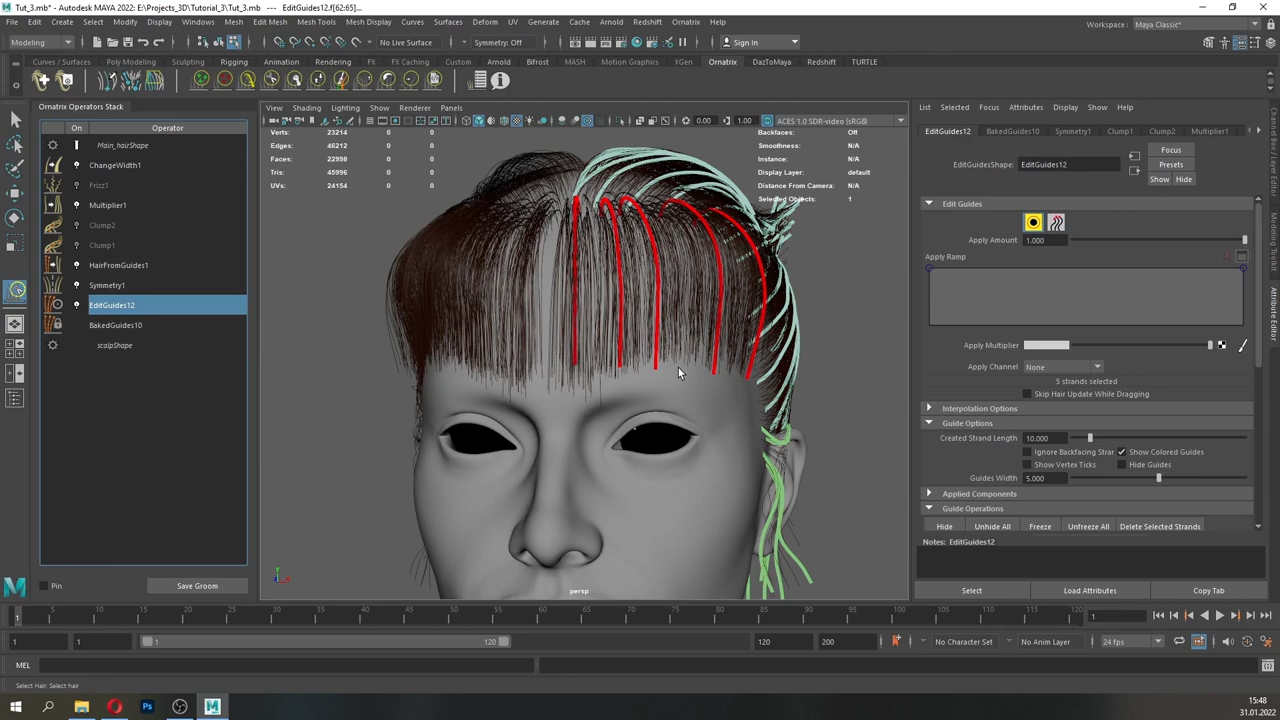 Tut_3.mb* - Autodesk MAYA 2022: E:\Projects_3D\Tutorial_3\Tut_3.mb*   ---   EditGuides12.f[62:65]...
File Edit Create Select Modify Display Windows Mesh Edit Mesh Mesh Tools Mesh Display Curves Surfaces Deform UV Generate Cache Arnold Redshift Ornatrix Help
Workspace : Maya Classic*
Modeling No Live Surface Symmetry: Off Sign In
Curves / Surfaces Poly Modeling Sculpting Rigging Animation Rendering FX FX Caching Custom Arnold Bifrost MASH Motion Graphics XGen Ornatrix DazToMaya Redshift TURTLE
Ornatrix Operators Stack
On Operator
Main_hairShape
ChangeWidth1
Frizz1
Multiplier1
Clump2
Clump1
HairFromGuides1
Symmetry1
EditGuides12
BakedGuides10
scalpShape
Pin Save Groom
View Shading Lighting Show Renderer Panels
0.00 1.00 ACES 1.0 SDR-video (sRGB)
Verts: 23214 0 0
Edges: 46212 0 0
Faces: 22998 0 0
Tris: 45996 0 0
UVs: 24154 0 0
Backfaces: Off
Smoothness: N/A
Instance: N/A
Display Layer: default
Distance From Camera: N/A
Selected Objects: 1
persp
List Selected Focus Attributes Display Show Help
EditGuides12 BakedGuides10 Symmetry1 Clump1 Clump2 Multiplier1
Focus
EditGuidesShape: EditGuides12 Presets
Show Hide
Edit Guides
Apply Amount 1.000
Apply Ramp
Apply Multiplier
Apply Channel None
5 strands selected
Skip Hair Update While Dragging
Interpolation Options
Guide Options
Created Strand Length 10.000
Ignore Backfacing Strar Show Colored Guides
Show Vertex Ticks Hide Guides
Guides Width 5.000
Applied Components
Guide Operations
Hide Unhide All Freeze Unfreeze All Delete Selected Strands
Notes: EditGuides12
Select Load Attributes Copy Tab
Modeling Toolkit
Attribute Editor
5 10 15 20 25 30 35 40 45 50 55 60 65 70 75 80 85 90 95 100 105 110 115 120
1
1 1 1 120 120 200 No Character Set No Anim Layer 24 fps
MEL
Select Hair: Select hair
15:48
31.01.2022